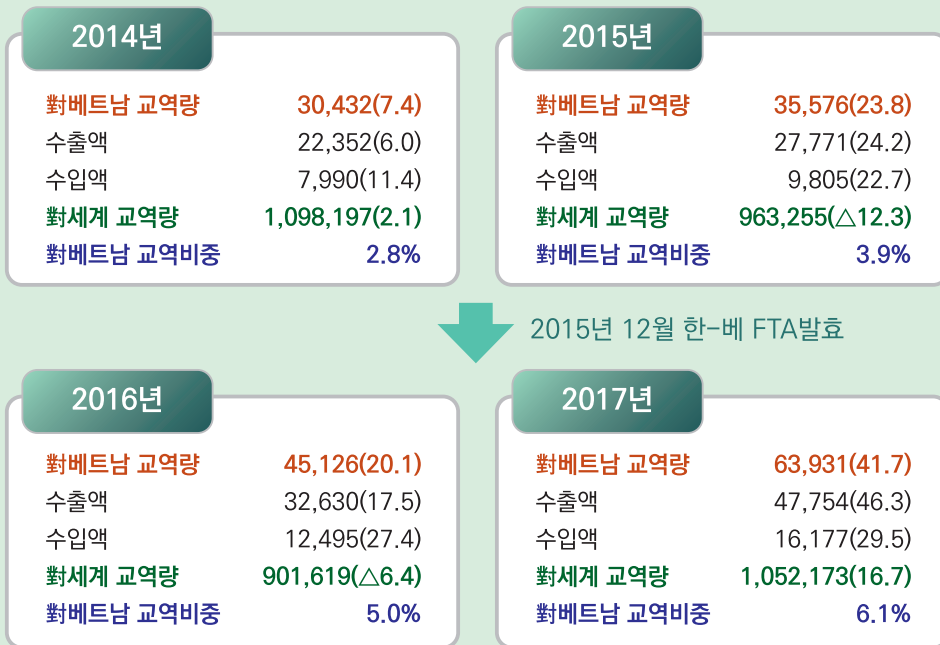 2014년
對베트남 교역량 30,432(7.4)
수출액 22,352(6.0)
수입액 7,990(11.4)
對세계 교역량 1,098,197(2.1)
對베트남 교역비중 2.8%
2015년
對베트남 교역량 35,576(23.8)
수출액 27,771(24.2)
수입액 9,805(22.7)
對세계 교역량 963,255(△12.3)
對베트남 교역비중 3.9%
2015년 12월 한-베 FTA발효
2016년
對베트남 교역량 45,126(20.1)
수출액 32,630(17.5)
수입액 12,495(27.4)
對세계 교역량 901,619(△6.4)
對베트남 교역비중 5.0%
2017년
對베트남 교역량 63,931(41.7)
수출액 47,754(46.3)
수입액 16,177(29.5)
對세계 교역량 1,052,173(16.7)
對베트남 교역비중 6.1%